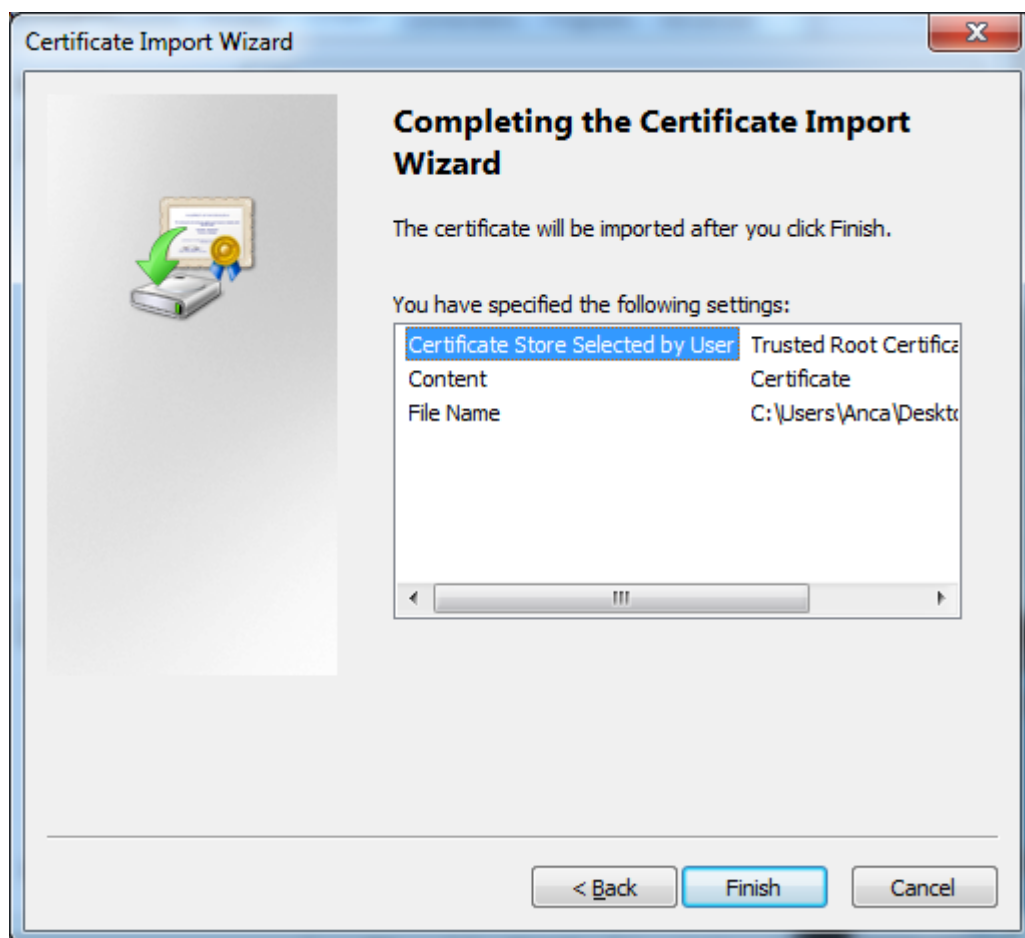 Certificate Import Wizard
Completing the Certificate Import
Wizard
The certificate will be imported after you click Finish.
You have specified the following settings:
Certificate Store Selected by User Trusted Root Certifica
Content Certificate
File Name C:\Users\Anca\Deskto
< Back Finish Cancel